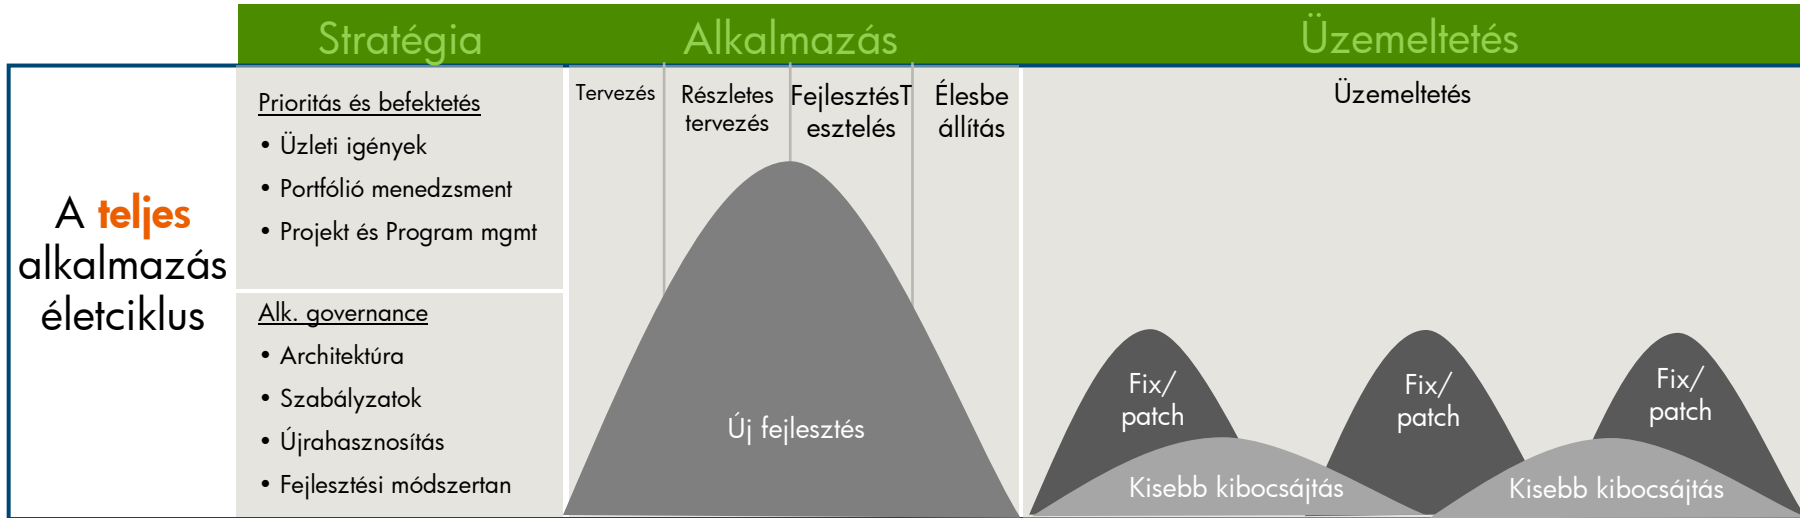 Stratégia
Alkalmazás
Üzemeltetés
A teljes
alkalmazás
életciklus
Prioritás és befektetés
• Üzleti igények
• Portfólió menedzsment
• Projekt és Program mgmt
Alk. governance
• Architektúra
• Szabályzatok
• Újrahasznosítás
• Fejlesztési módszertan
Tervezés
Részletes
tervezés
FejlesztésT
esztelés
Élesbe
állítás
Üzemeltetés
Új fejlesztés
Fix/
patch
Fix/
patch
Fix/
patch
Kisebb kibocsájtás
Kisebb kibocsájtás